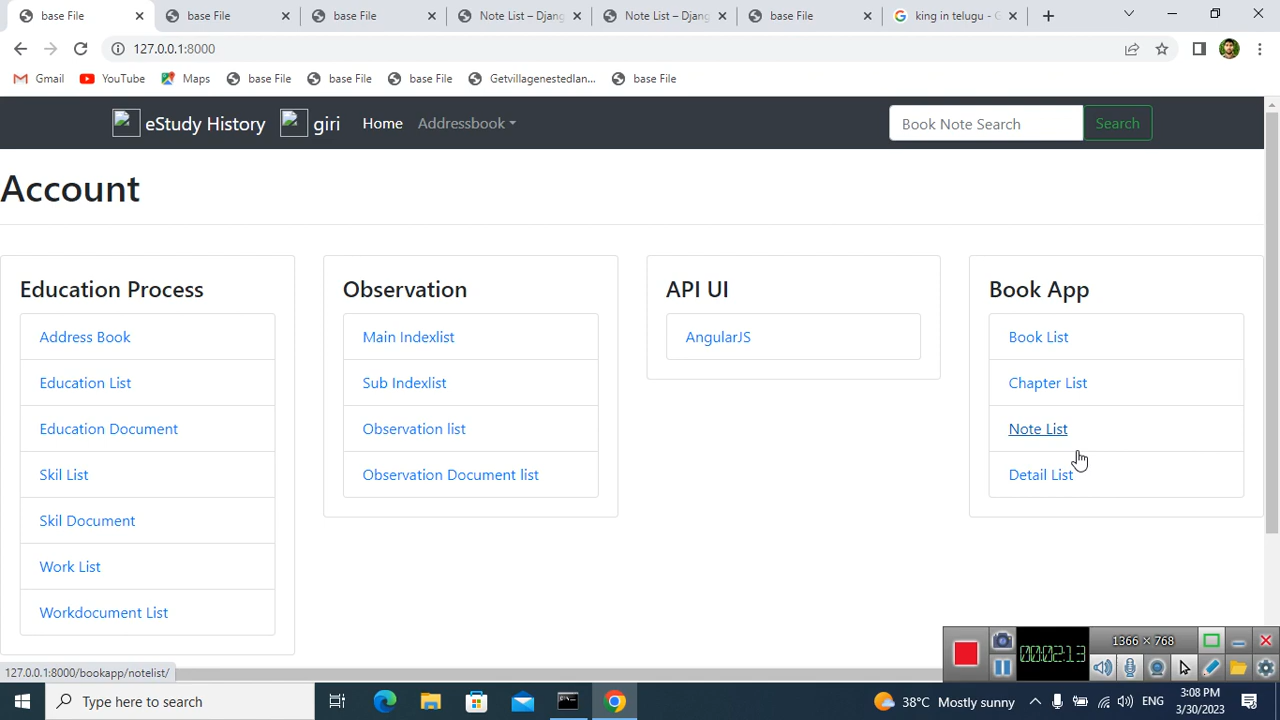 base File
base File
base File
Note List – Djang
Note List – Djang
base File
king in telugu - G
127.0.0.1:8000
Gmail YouTube Maps base File base File base File Getvillagenestedlan... base File
eStudy History giri Home Addressbook Book Note Search Search
Account
Education Process
Address Book
Education List
Education Document
Skil List
Skil Document
Work List
Workdocument List
Observation
Main Indexlist
Sub Indexlist
Observation list
Observation Document list
API UI
AngularJS
Book App
Book List
Chapter List
Note List
Detail List
127.0.0.1:8000/bookapp/notelist/
1366 × 768
00:02:13
Type here to search
38°C Mostly sunny
ENG
3:08 PM
3/30/2023